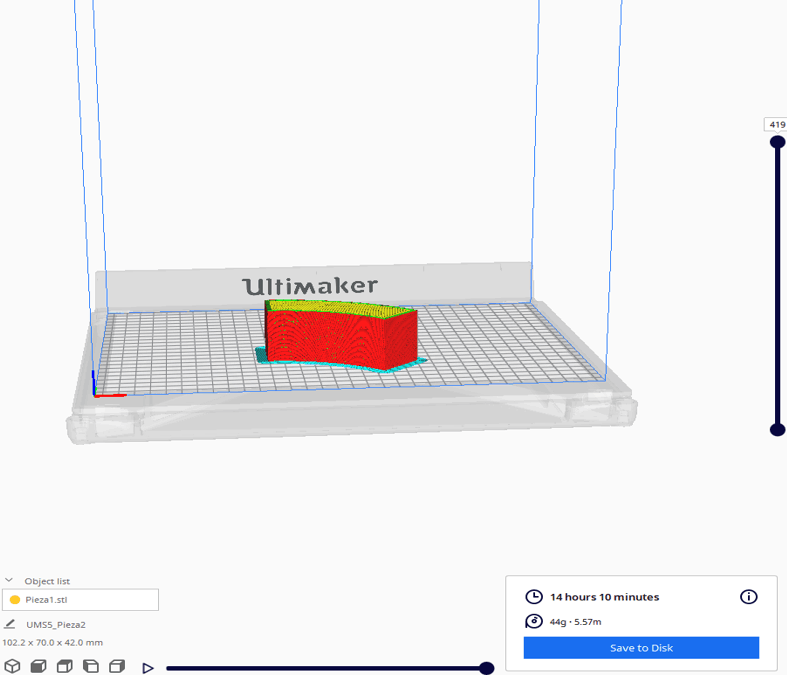 419
Ultimaker
Object list
Pieza1.stl
UMS5_Pieza2
102.2 x 70.0 x 42.0 mm
14 hours 10 minutes
44g · 5.57m
Save to Disk